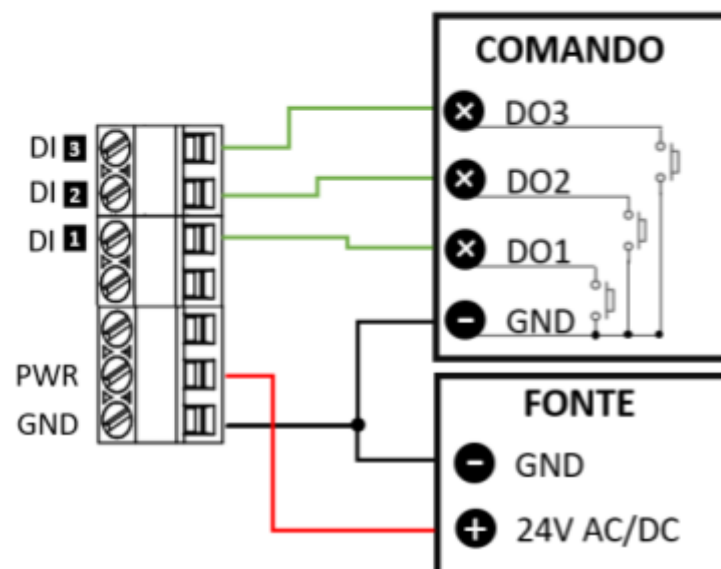 COMANDO
DO3
DI 3
DI 2
DO2
DI 1
DO1
GND
PWR
GND
FONTE
GND
24V AC/DC